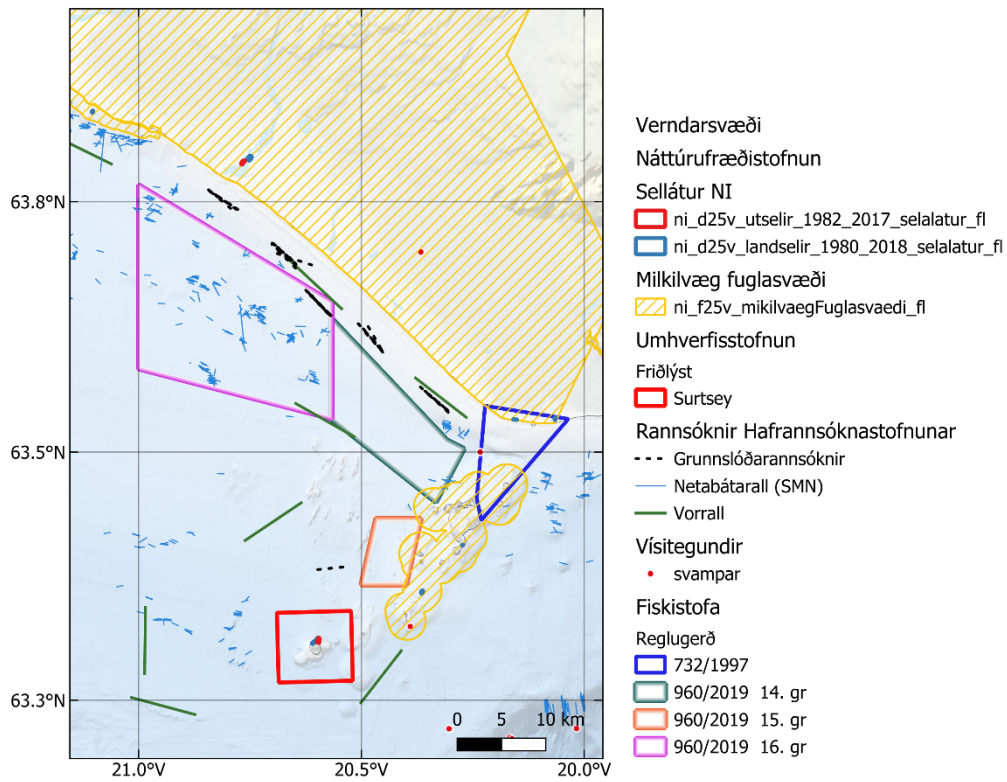 63.8°N
63.5°N
63.3°N
21.0°V
20.5°V
20.0°V
0 5 10 km
Verndarsvæði
Náttúrufræðistofnun
Sellátur NI
ni_d25v_utselir_1982_2017_selalatur_fl
ni_d25v_landselir_1980_2018_selalatur_fl
Milkilvæg fuglasvæði
ni_f25v_mikilvaegFuglasvaedi_fl
Umhverfisstofnun
Friðlýst
Surtsey
Rannsóknir Hafrannsóknastofnunar
Grunnslóðarannsóknir
Netabátarall (SMN)
Vorrall
Vísitegundir
svampar
Fiskistofa
Reglugerð
732/1997
960/2019 14. gr
960/2019 15. gr
960/2019 16. gr